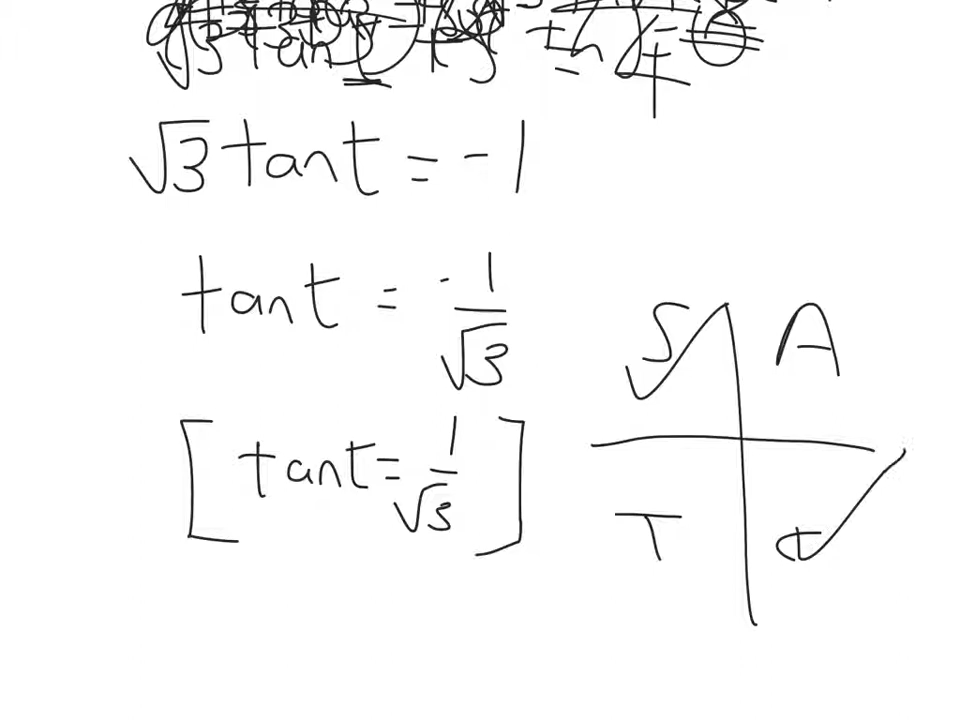 √3 tan t = -1
tan t = -1/√3
S A
[tan t = 1/√3]
T C